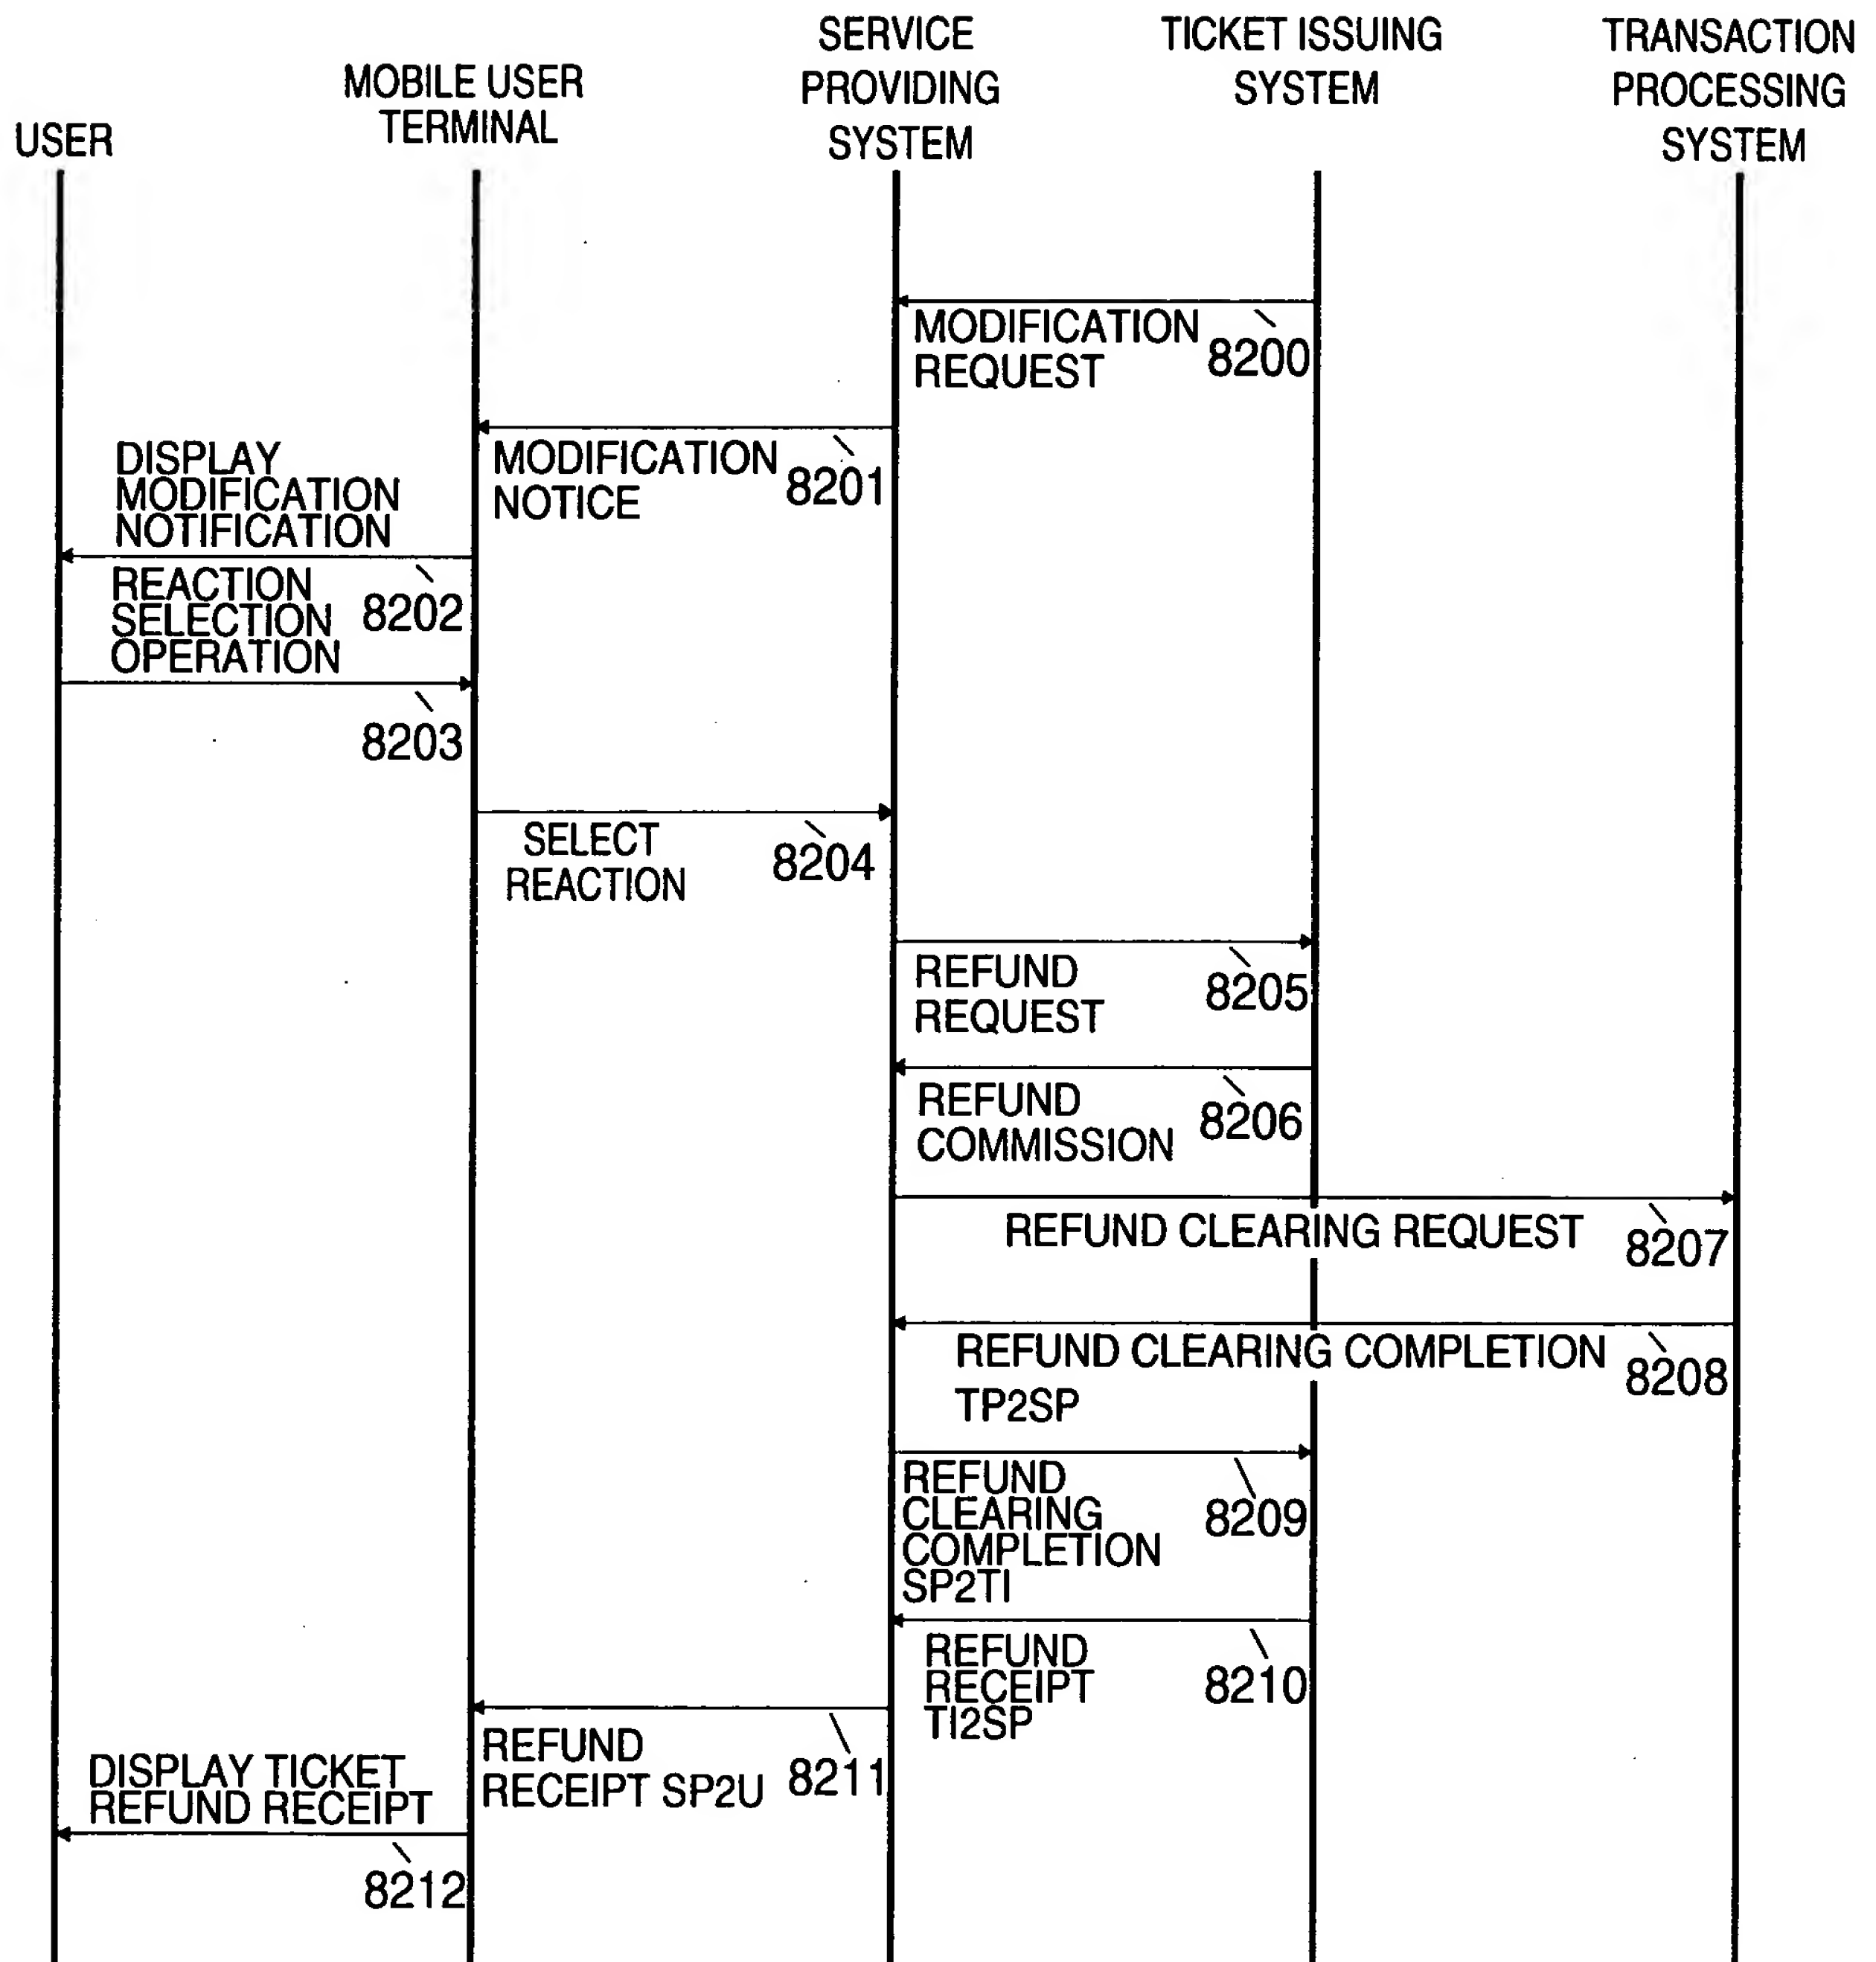 USER
MOBILE USER
TERMINAL
SERVICE
PROVIDING
SYSTEM
TICKET ISSUING
SYSTEM
TRANSACTION
PROCESSING
SYSTEM
MODIFICATION
REQUEST
8200
MODIFICATION
NOTICE
8201
DISPLAY
MODIFICATION
NOTIFICATION
8202
REACTION
SELECTION
OPERATION
8203
SELECT
REACTION
8204
REFUND
REQUEST
8205
REFUND
COMMISSION
8206
REFUND CLEARING REQUEST
8207
REFUND CLEARING COMPLETION
TP2SP
8208
REFUND
CLEARING
COMPLETION
SP2TI
8209
REFUND
RECEIPT
TI2SP
8210
REFUND
RECEIPT SP2U
8211
DISPLAY TICKET
REFUND RECEIPT
8212